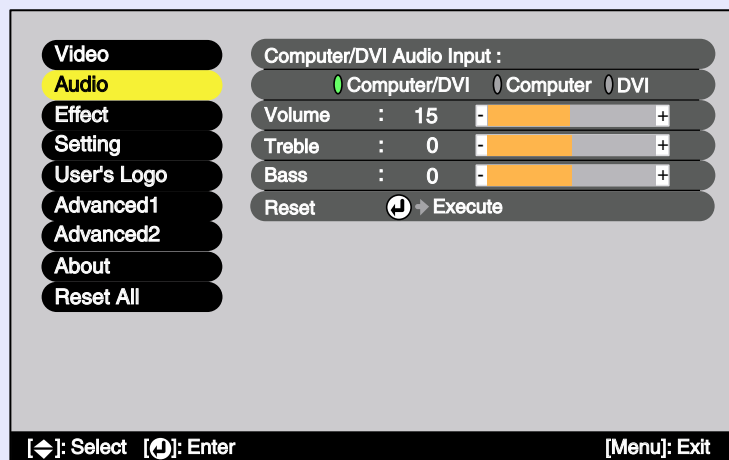 Video
Audio
Effect
Setting
User's Logo
Advanced1
Advanced2
About
Reset All
Computer/DVI Audio Input :
Computer/DVI Computer DVI
Volume : 15 - +
Treble : 0 - +
Bass : 0 - +
Reset Execute
[ ]: Select [ ]: Enter [Menu]: Exit